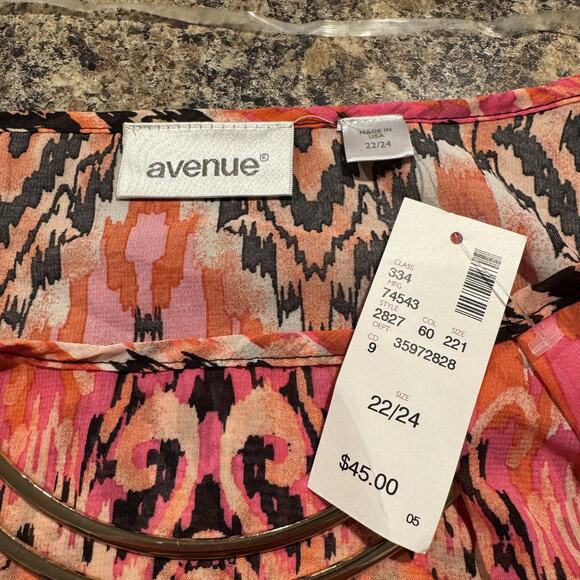 avenue®
MADE IN
USA
22/24
CLASS
334
MFG
74543
STYLE COL SIZE
2827 60 221
DEPT
35972828
CD
9
SIZE
22/24
$45.00
05